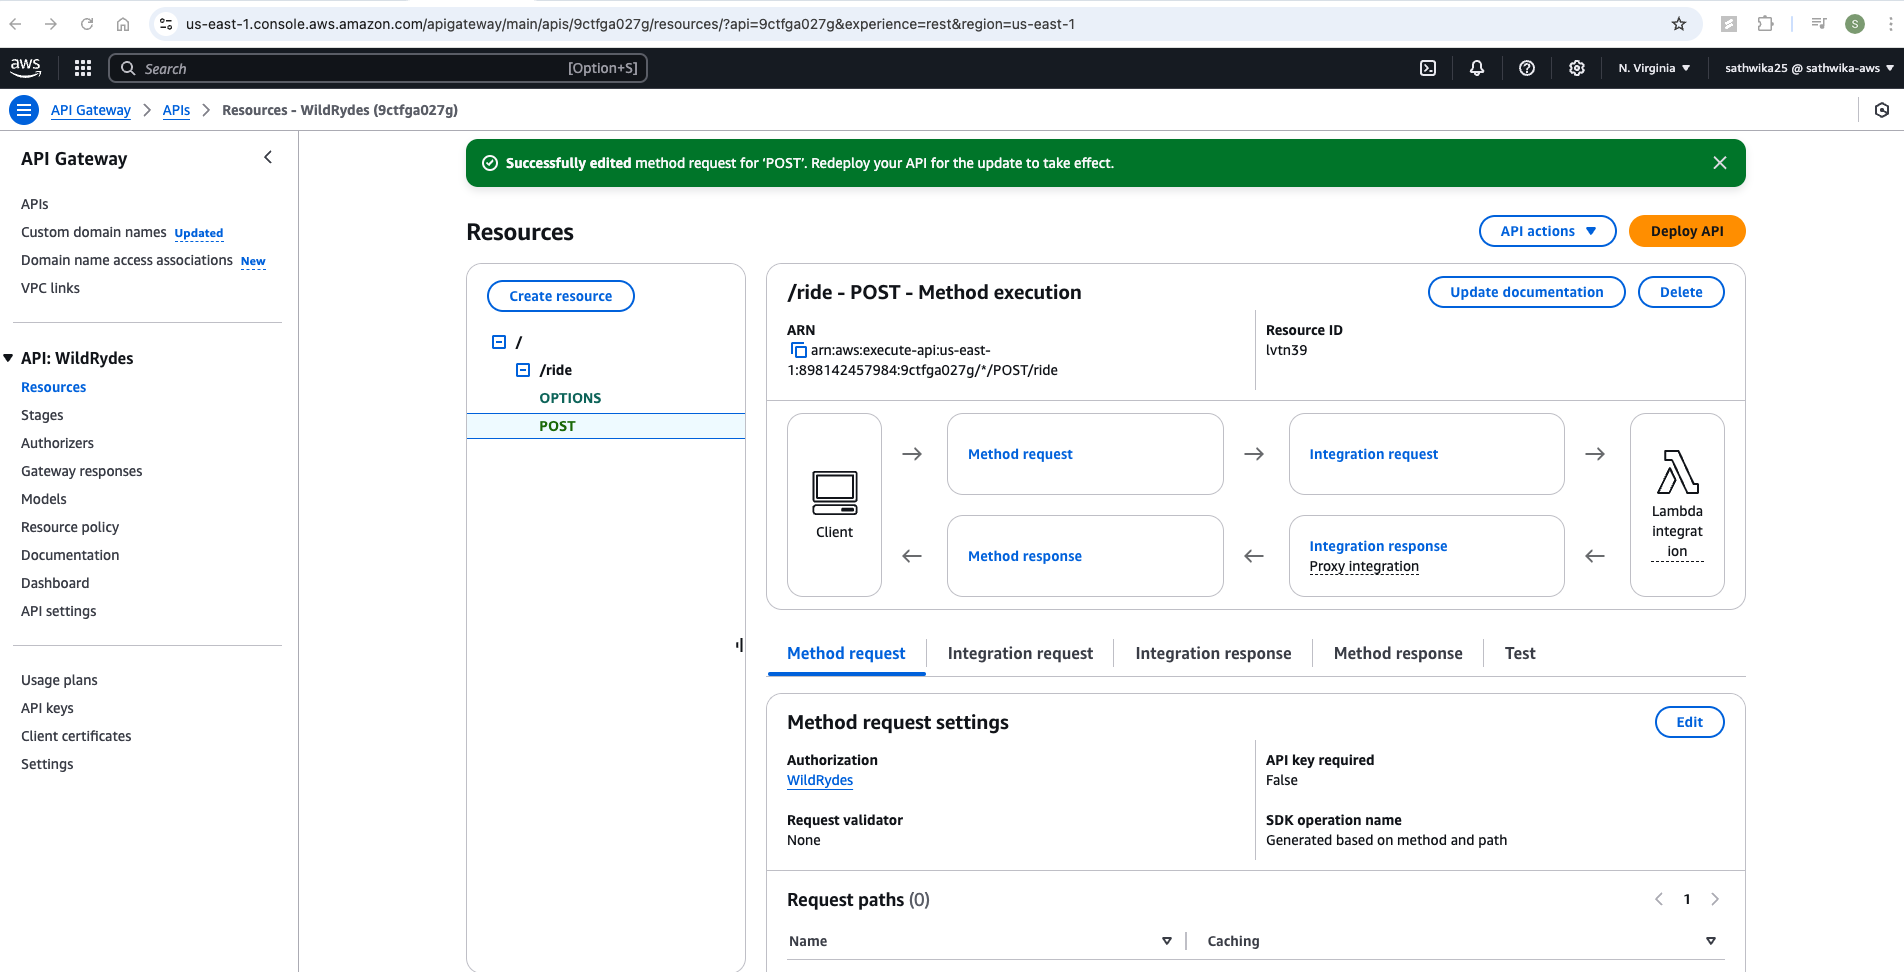 us-east-1.console.aws.amazon.com/apigateway/main/apis/9ctfga027g/resources/?api=9ctfga027g&experience=rest&region=us-east-1
S
aws
Search
[Option+S]
N. Virginia
sathwika25 @ sathwika-aws
API Gateway
APIs
Resources - WildRydes (9ctfga027g)
API Gateway
APIs
Custom domain names Updated
Domain name access associations New
VPC links
API: WildRydes
Resources
Stages
Authorizers
Gateway responses
Models
Resource policy
Documentation
Dashboard
API settings
Usage plans
API keys
Client certificates
Settings
Successfully edited method request for ‘POST’. Redeploy your API for the update to take effect.
Resources
API actions
Deploy API
Create resource
/
/ride
OPTIONS
POST
/ride - POST - Method execution
Update documentation
Delete
ARN
arn:aws:execute-api:us-east-
1:898142457984:9ctfga027g/*/POST/ride
Resource ID
lvtn39
Client
Method request
Integration request
Method response
Integration response
Proxy integration
Lambda
integrat
ion
Method request
Integration request
Integration response
Method response
Test
Method request settings
Edit
Authorization
WildRydes
API key required
False
Request validator
None
SDK operation name
Generated based on method and path
Request paths (0)
1
Name
Caching